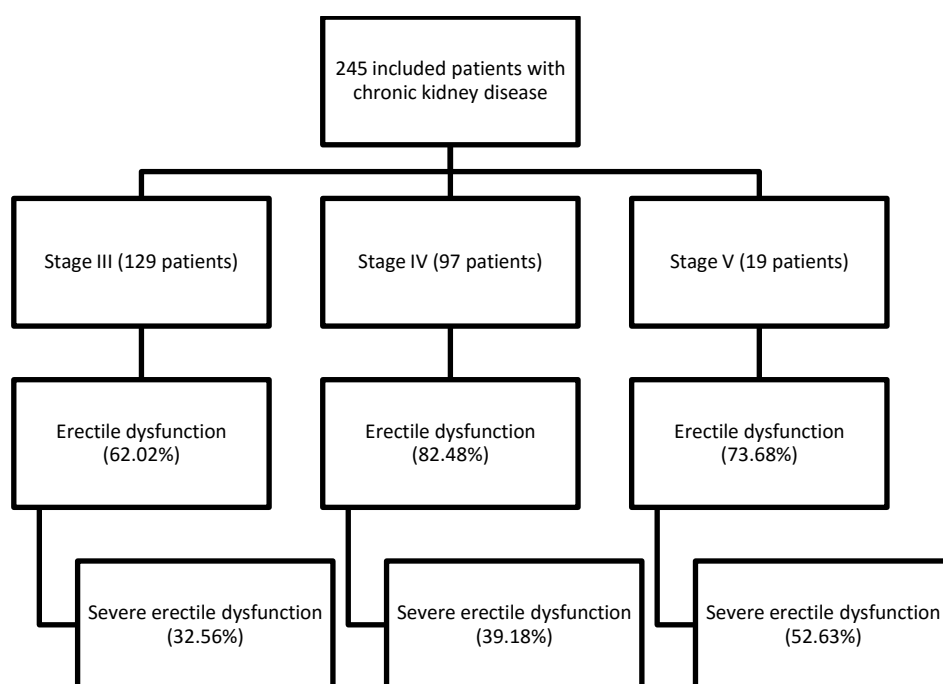 245 included patients with
chronic kidney disease
Stage III (129 patients)
Stage IV (97 patients)
Stage V (19 patients)
Erectile dysfunction
(62.02%)
Erectile dysfunction
(82.48%)
Erectile dysfunction
(73.68%)
Severe erectile dysfunction
(32.56%)
Severe erectile dysfunction
(39.18%)
Severe erectile dysfunction
(52.63%)